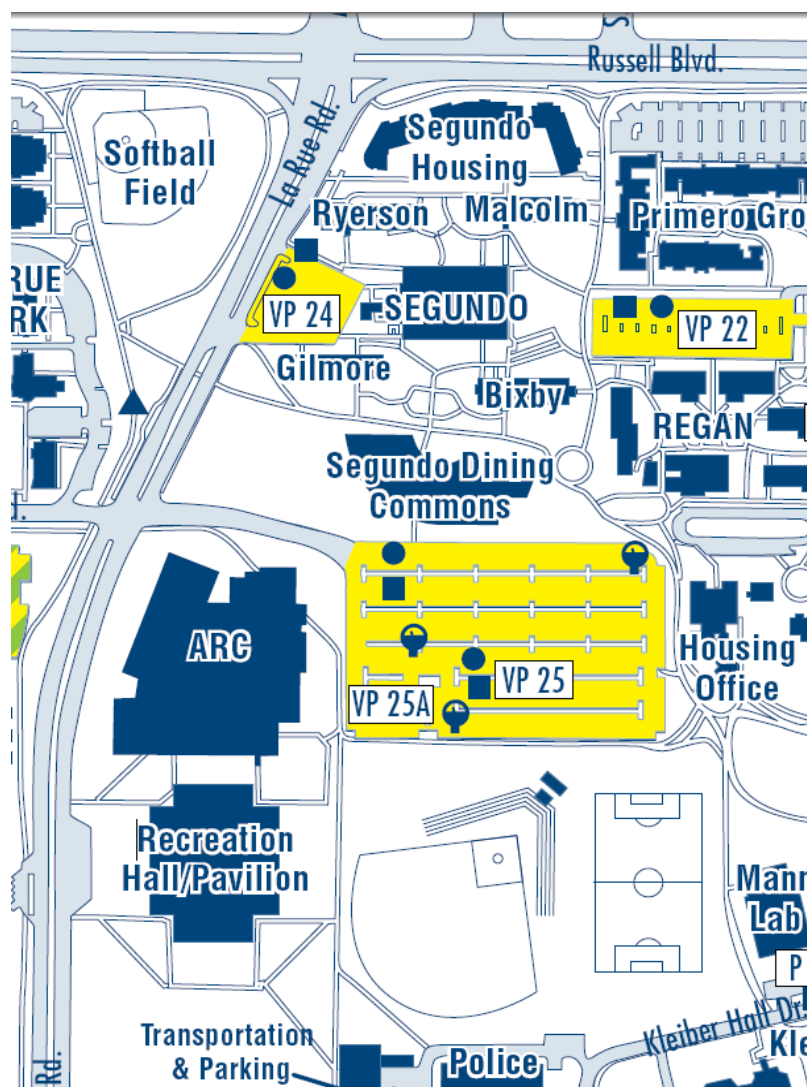 S.
Russell Blvd.
La Rue Rd.
Softball
Field
Segundo
Housing
Ryerson
Malcolm
Primero Gro
RUE
RK
VP 24
SEGUNDO
VP 22
Gilmore
Bixby
REGAN
Segundo Dining
Commons
d.
ARC
Housing
Office
VP 25
VP 25A
Recreation
Hall/Pavilion
Mann
Lab
P
Kleiber Hall Dr.
Transportation
& Parking
Police
Kle
Rd.